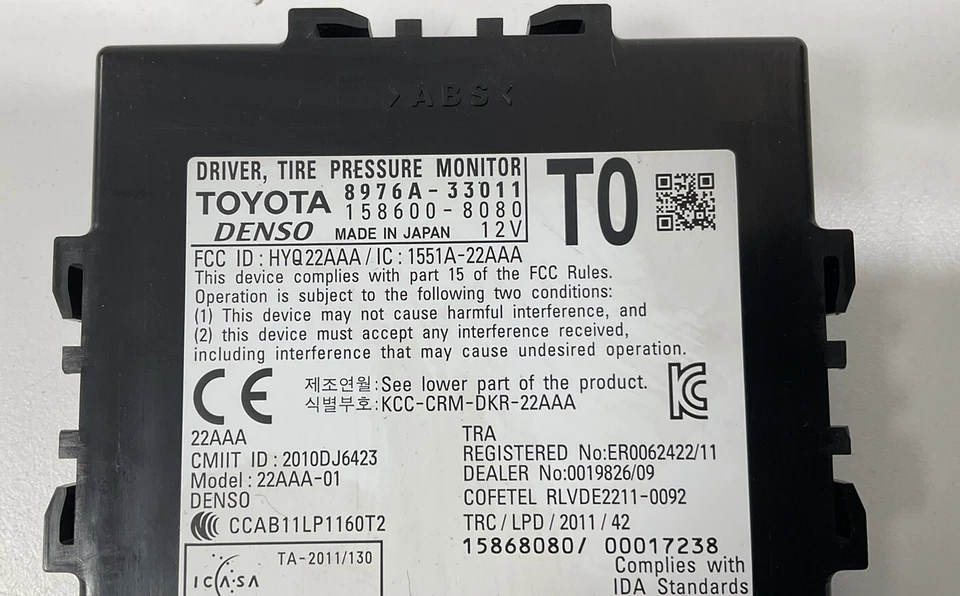 >ABS<
DRIVER, TIRE PRESSURE MONITOR
TOYOTA 8976A-33011
158600-8080
DENSO MADE IN JAPAN 12V
TO
FCC ID : HYQ22AAA / IC : 1551A-22AAA
This device complies with part 15 of the FCC Rules.
Operation is subject to the following two conditions:
(1) This device may not cause harmful interference, and
(2) this device must accept any interference received,
including interference that may cause undesired operation.
CE
제조연월:See lower part of the product.
식별부호:KCC-CRM-DKR-22AAA
KC
22AAA
CMIIT ID : 2010DJ6423
Model : 22AAA-01
DENSO
CCAB11LP1160T2
TA-2011/130
ICASA
TRA
REGISTERED No:ER0062422/11
DEALER No:0019826/09
COFETEL RLVDE2211-0092
TRC / LPD / 2011 / 42
15868080/ 00017238
Complies with
IDA Standards